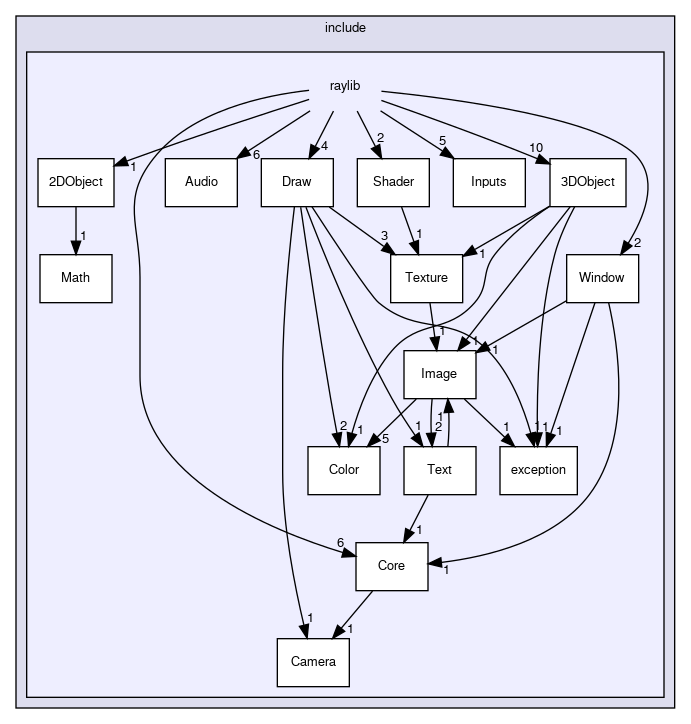 include
raylib
1
6
4
2
5
10
2
2DObject
Audio
Draw
Shader
Inputs
3DObject
1
3
1
1
Math
Texture
Window
1
1
1
Image
2
1
5
1
1
2
1
1
1
1
Color
Text
exception
6
1
1
Core
1
1
Camera